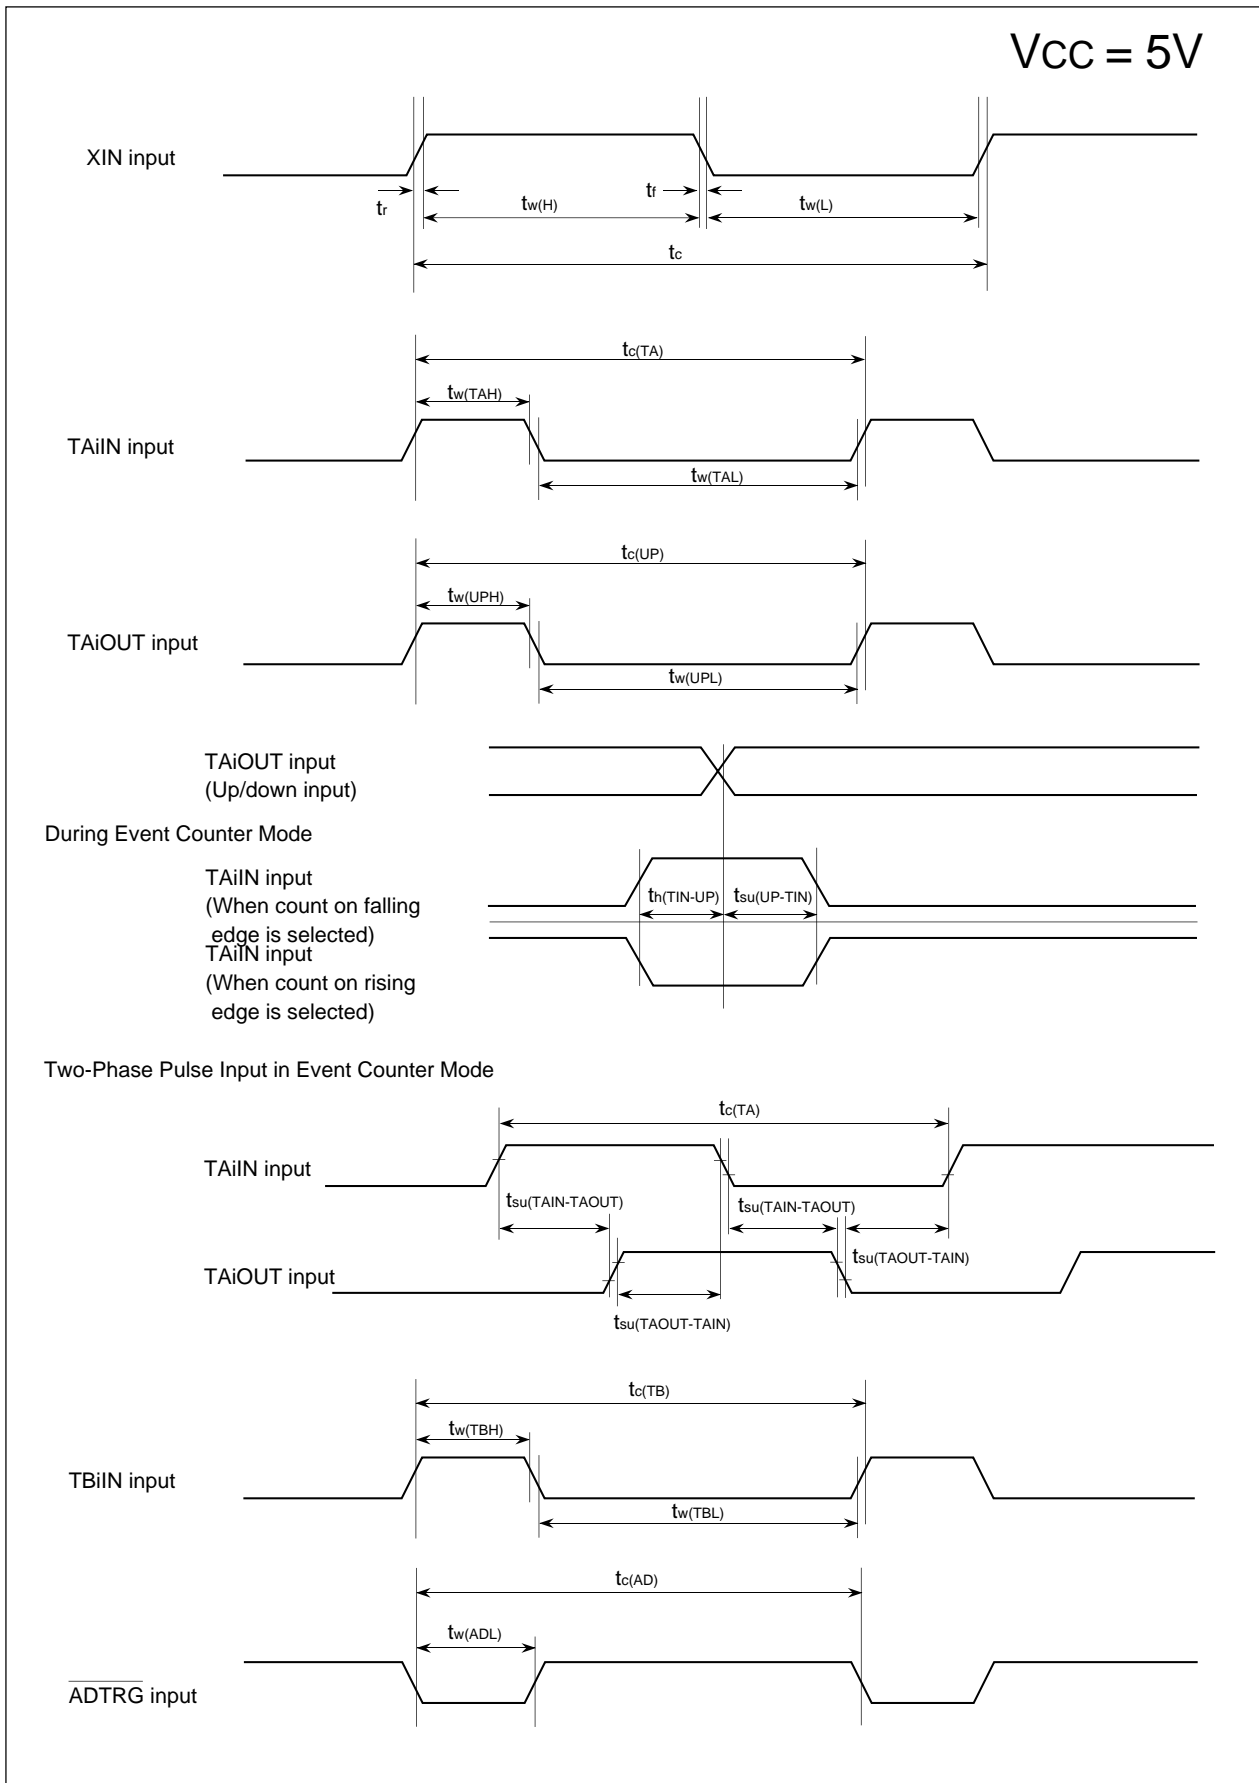 VCC = 5V
XIN input
tr
tw(H)
tf
tw(L)
tc
tc(TA)
tw(TAH)
TAiIN input
tw(TAL)
tc(UP)
tw(UPH)
TAiOUT input
tw(UPL)
TAiOUT input
(Up/down input)
During Event Counter Mode
TAiIN input
(When count on falling
edge is selected)
th(TIN-UP)
tsu(UP-TIN)
TAiIN input
(When count on rising
edge is selected)
Two-Phase Pulse Input in Event Counter Mode
tc(TA)
TAiIN input
tsu(TAIN-TAOUT)
tsu(TAIN-TAOUT)
tsu(TAOUT-TAIN)
TAiOUT input
tsu(TAOUT-TAIN)
tc(TB)
tw(TBH)
TBiIN input
tw(TBL)
tc(AD)
tw(ADL)
ADTRG input